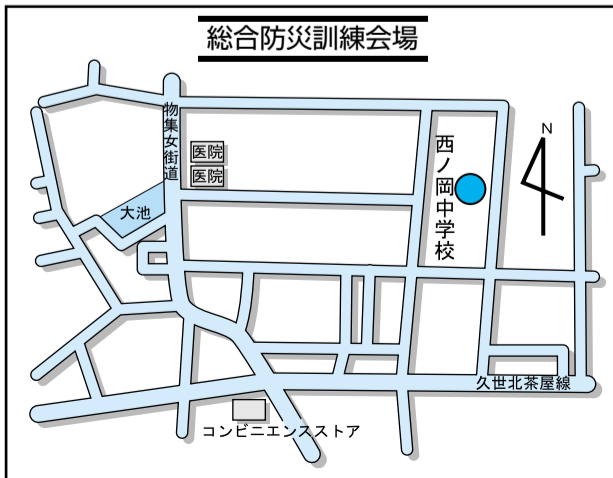 総合防災訓練会場
物集女街道
医院
医院
大池
西ノ岡中学校
N
久世北茶屋線
コンビニエンスストア